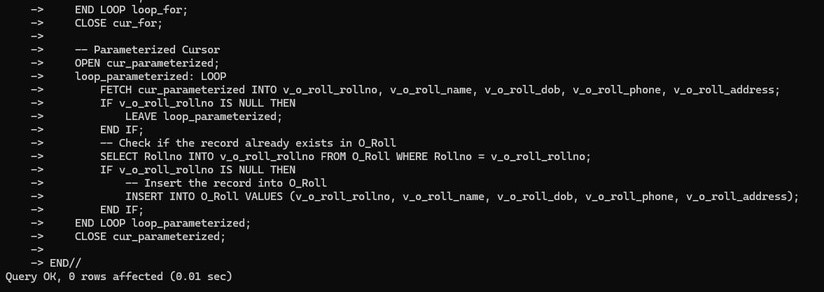 ->     END LOOP loop_for;
    ->     CLOSE cur_for;
    ->
    ->     -- Parameterized Cursor
    ->     OPEN cur_parameterized;
    ->     loop_parameterized: LOOP
    ->         FETCH cur_parameterized INTO v_o_roll_rollno, v_o_roll_name, v_o_roll_dob, v_o_roll_phone, v_o_roll_address;
    ->         IF v_o_roll_rollno IS NULL THEN
    ->             LEAVE loop_parameterized;
    ->         END IF;
    ->         -- Check if the record already exists in O_Roll
    ->         SELECT Rollno INTO v_o_roll_rollno FROM O_Roll WHERE Rollno = v_o_roll_rollno;
    ->         IF v_o_roll_rollno IS NULL THEN
    ->             -- Insert the record into O_Roll
    ->             INSERT INTO O_Roll VALUES (v_o_roll_rollno, v_o_roll_name, v_o_roll_dob, v_o_roll_phone, v_o_roll_address);
    ->         END IF;
    ->     END LOOP loop_parameterized;
    ->     CLOSE cur_parameterized;
    ->
    -> END//
Query OK, 0 rows affected (0.01 sec)